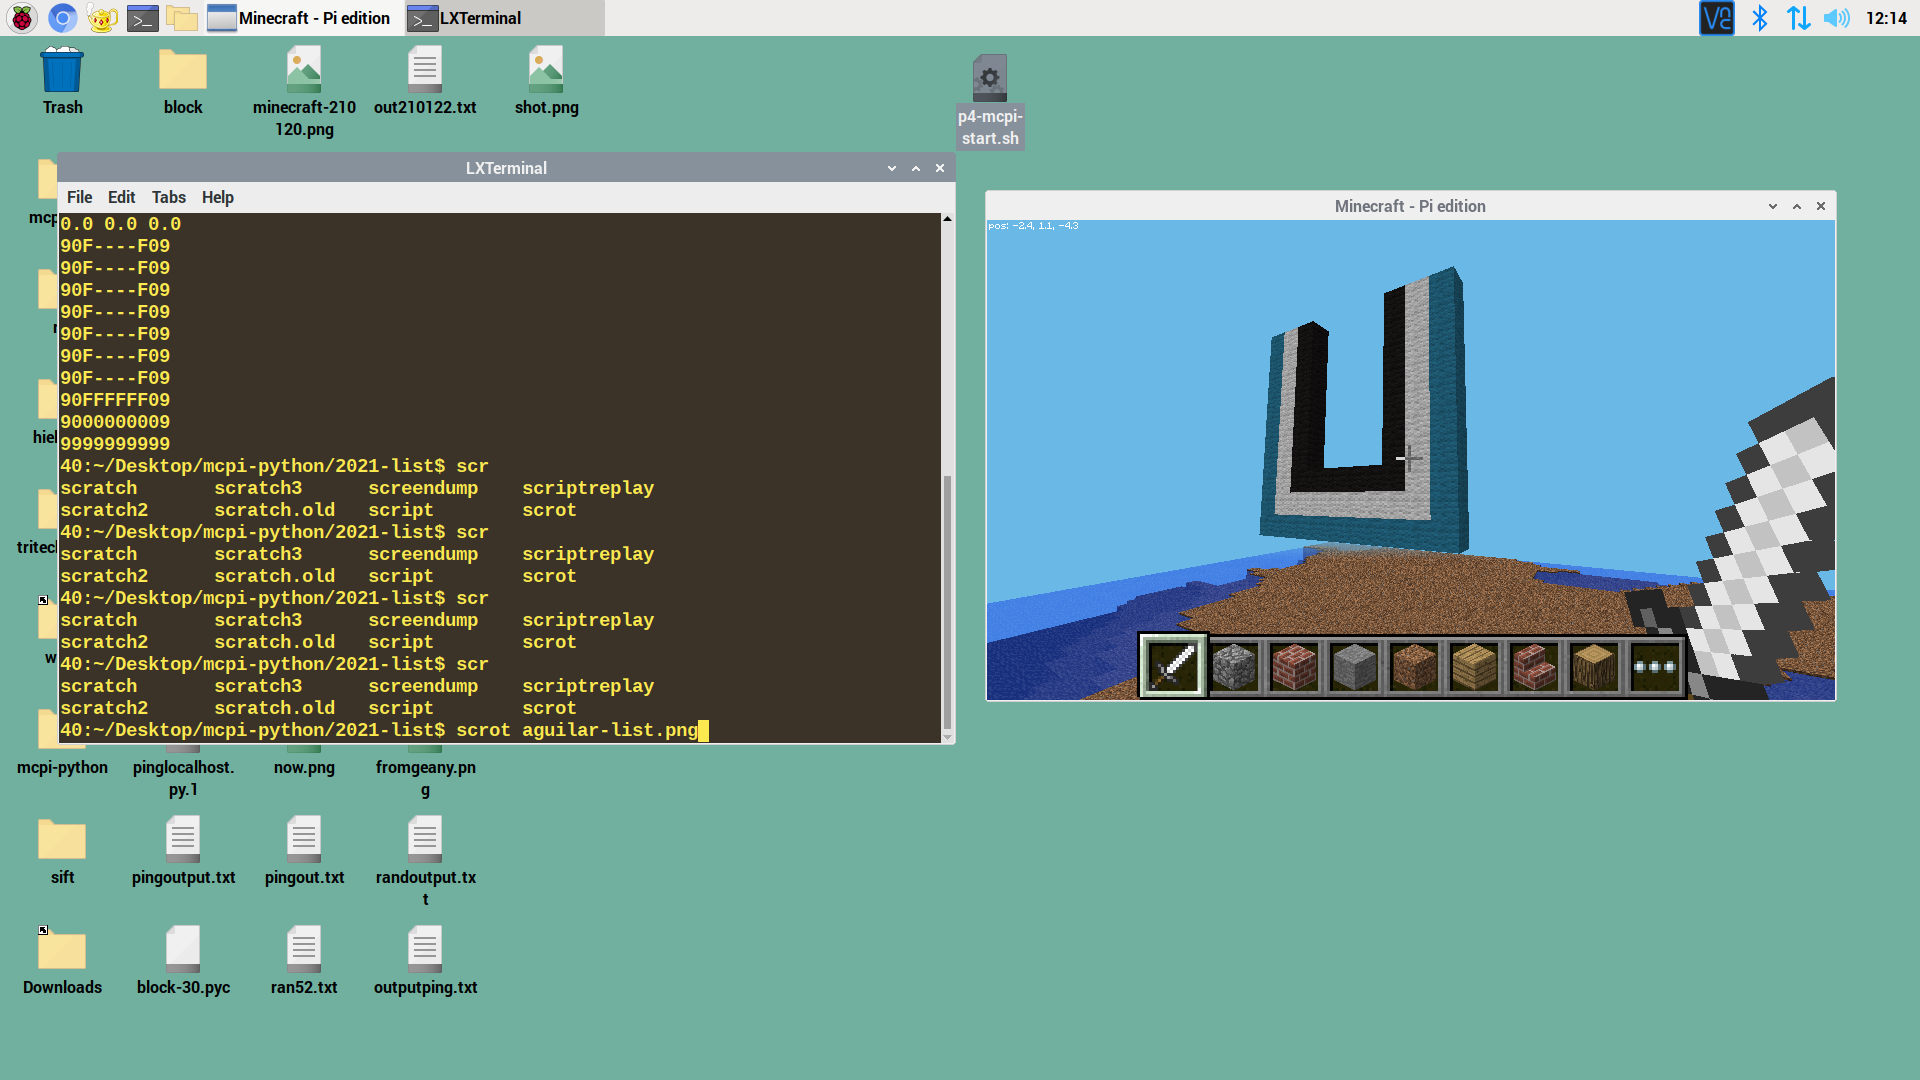 Minecraft - Pi edition
LXTerminal
12:14
Trash
block
minecraft-210
120.png
out210122.txt
shot.png
p4-mcpi-
start.sh
LXTerminal
File Edit Tabs Help
0.0 0.0 0.0
90F----F09
90F----F09
90F----F09
90F----F09
90F----F09
90F----F09
90F----F09
90FFFFFF09
9000000009
9999999999
40:~/Desktop/mcpi-python/2021-list$ scr
scratch scratch3 screendump scriptreplay
scratch2 scratch.old script scrot
40:~/Desktop/mcpi-python/2021-list$ scr
scratch scratch3 screendump scriptreplay
scratch2 scratch.old script scrot
40:~/Desktop/mcpi-python/2021-list$ scr
scratch scratch3 screendump scriptreplay
scratch2 scratch.old script scrot
40:~/Desktop/mcpi-python/2021-list$ scr
scratch scratch3 screendump scriptreplay
scratch2 scratch.old script scrot
40:~/Desktop/mcpi-python/2021-list$ scrot aguilar-list.png
Minecraft - Pi edition
pos: -2.4, 1.1, -4.3
mcpi-python
pinglocalhost.
py.1
now.png
fromgeany.pn
g
sift
pingoutput.txt
pingout.txt
randoutput.tx
t
Downloads
block-30.pyc
ran52.txt
outputping.txt